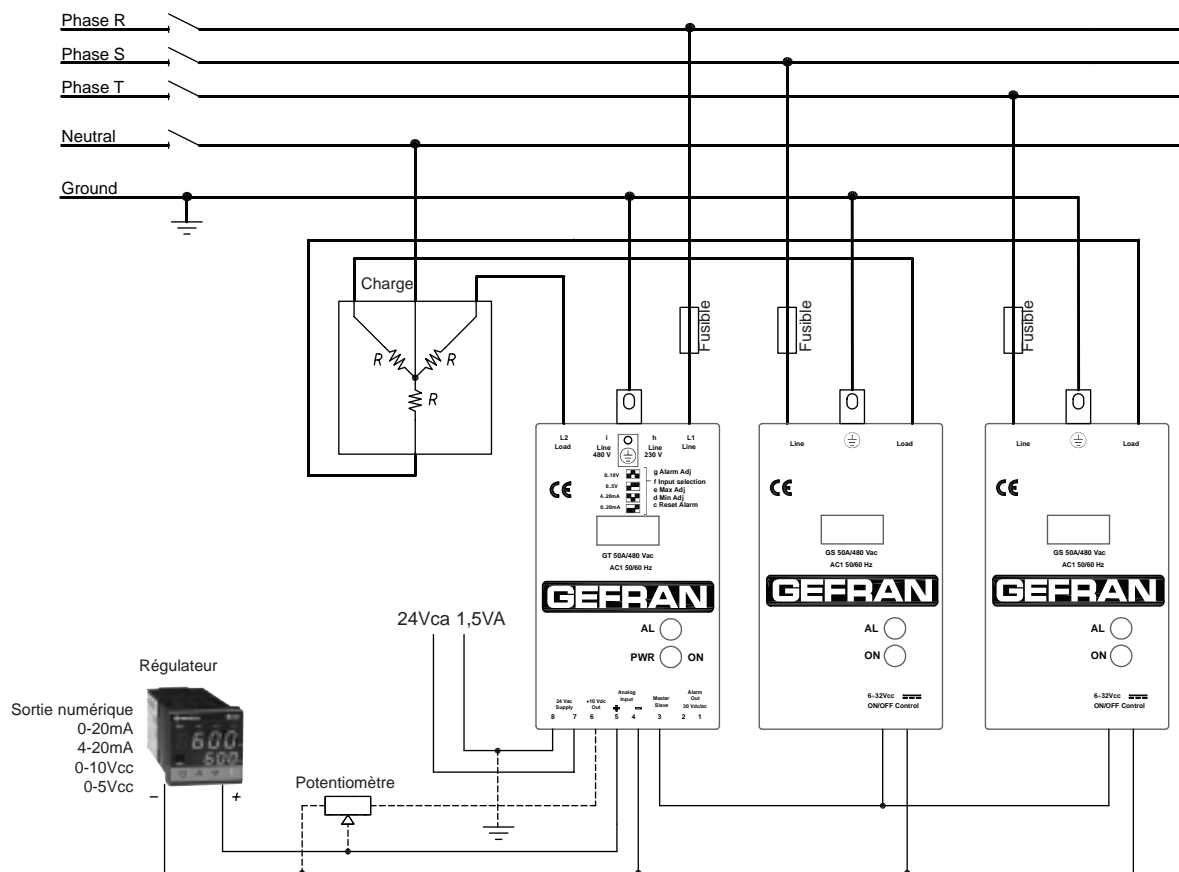 Phase R
Phase S
Phase T
Neutral
Ground
Charge
R
R
R
Fusible
Fusible
Fusible
L2
Load
i
Line
480 V
h
Line
230 V
L1
Line
0..10V
0..5V
4..20mA
0..20mA
g Alarm Adj
f Input selection
e Max Adj
d Min Adj
c Reset Alarm
CE
GT 50A/480 Vac
AC1 50/60 Hz
GEFRAN
AL
PWR ON
24 Vac
Supply
+10 Vdc
Out
Analog
Input
+ –
Master
Slave
Alarm
Out
30 Vdc/ac
8 7 6 5 4 3 2 1
Line
Load
CE
GS 50A/480 Vac
AC1 50/60 Hz
GEFRAN
AL
ON
6÷32Vcc
ON/OFF Control
Line
Load
CE
GS 50A/480 Vac
AC1 50/60 Hz
GEFRAN
AL
ON
6÷32Vcc
ON/OFF Control
24Vca 1,5VA
Régulateur
Sortie numérique
0-20mA
4-20mA
0-10Vcc
0-5Vcc
600
600
– +
Potentiomètre